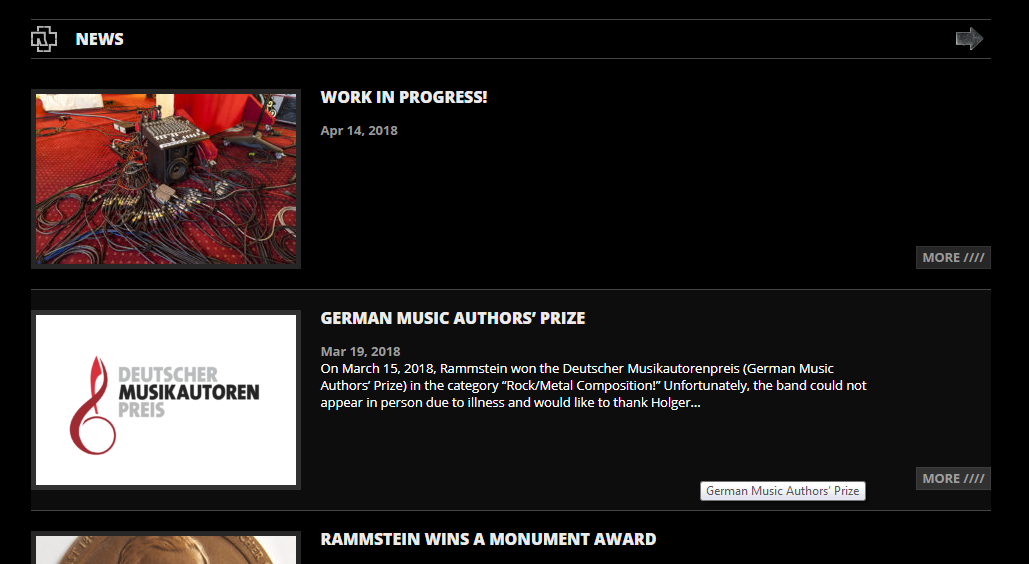 NEWS
WORK IN PROGRESS!
Apr 14, 2018
MORE ////
GERMAN MUSIC AUTHORS’ PRIZE
Mar 19, 2018
DEUTSCHER
MUSIKAUTOREN
PREIS
On March 15, 2018, Rammstein won the Deutscher Musikautorenpreis (German Music
Authors’ Prize) in the category “Rock/Metal Composition!” Unfortunately, the band could not
appear in person due to illness and would like to thank Holger...
MORE ////
German Music Authors' Prize
RAMMSTEIN WINS A MONUMENT AWARD